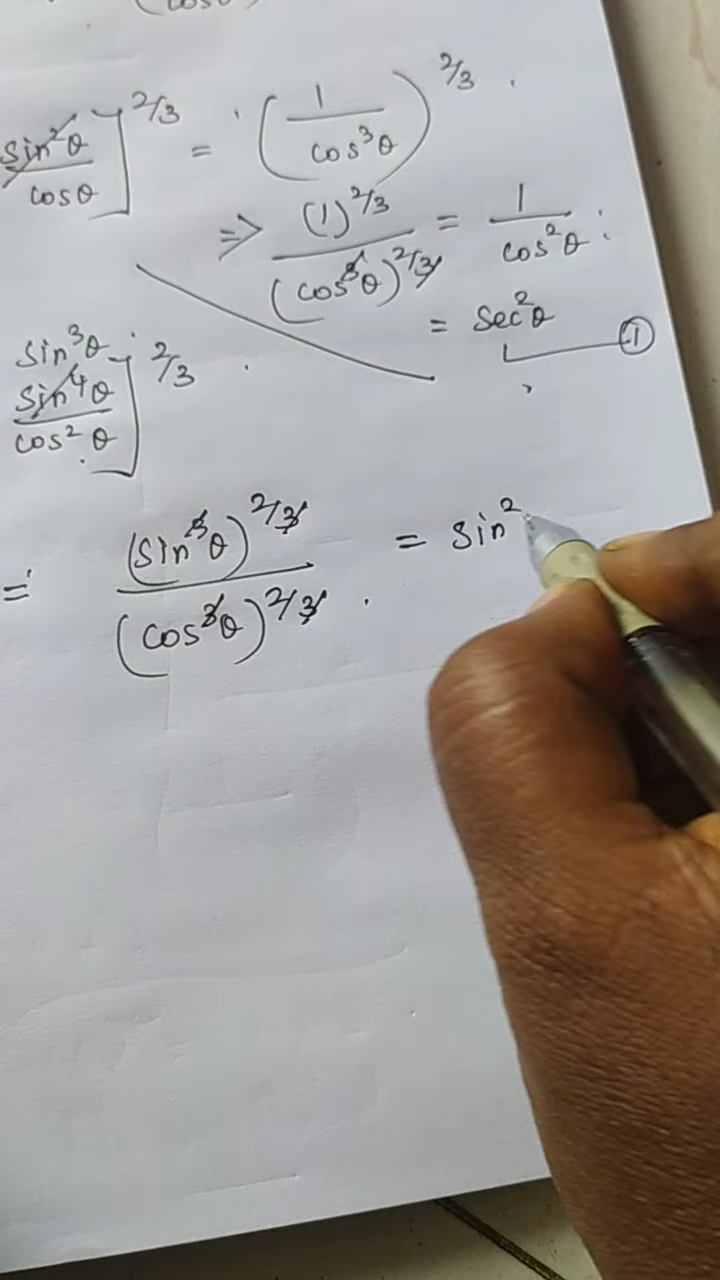 sin²θ/cosθ]^2/3 = (1/cos³θ)^2/3
⇒ (1)^2/3/(cos³θ)^2/3 = 1/cos²θ
= sec²θ
①
sin³θ
sin⁴θ/cos²θ]^2/3
= (sin³θ)^2/3/(cos³θ)^2/3 = sin²